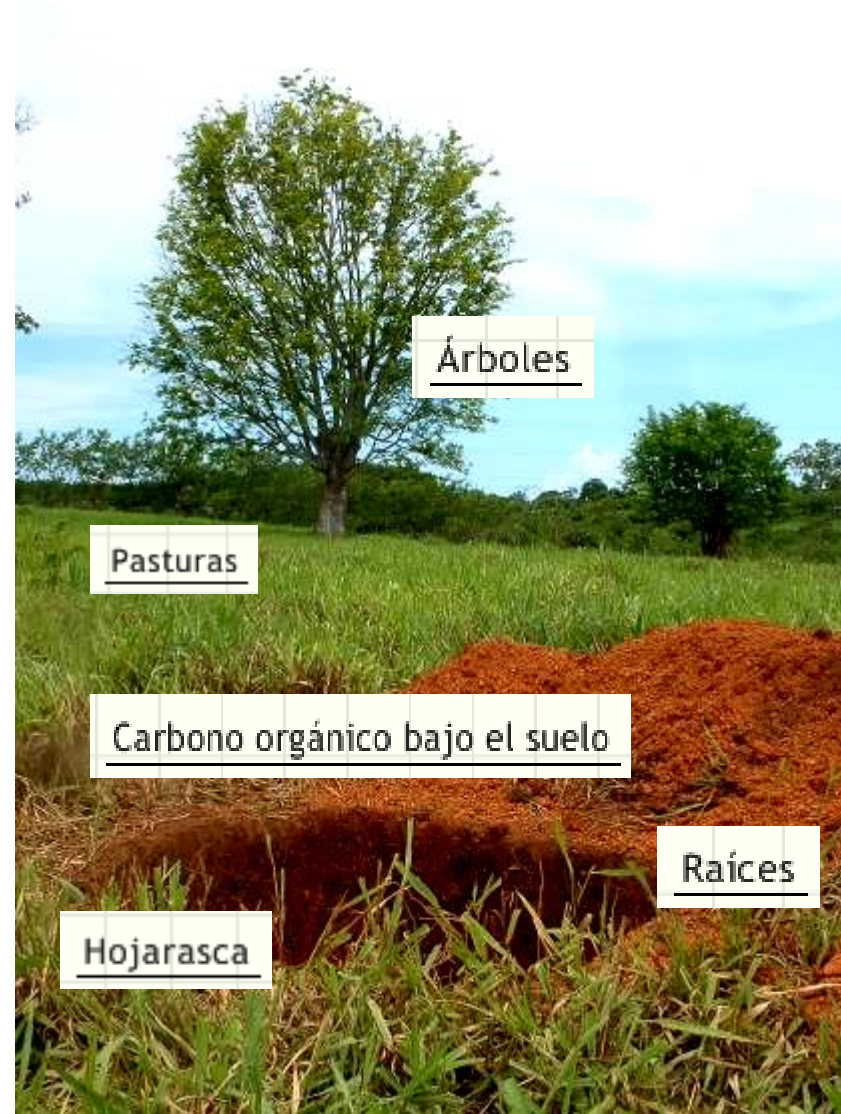 Árboles
Pasturas
Carbono orgánico bajo el suelo
Raíces
Hojarasca